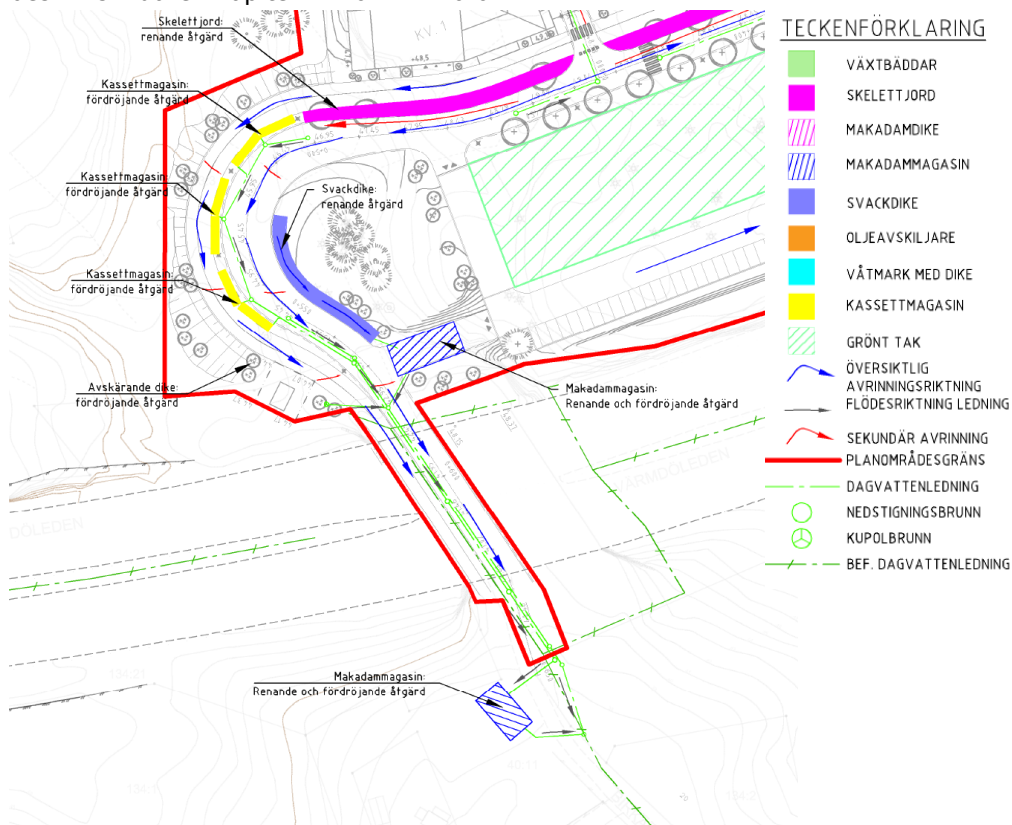 Skelettjord:
renande åtgärd
Kassettmagasin:
fördröjande åtgärd
Kassettmagasin:
fördröjande åtgärd
Svackdike:
renande åtgärd
Kassettmagasin:
fördröjande åtgärd
Avskärande dike:
fördröjande åtgärd
Makadammagasin:
Renande och fördröjande åtgärd
Makadammagasin:
Renande och fördröjande åtgärd
KV 1
+48,5
DÖLEDEN
VÄRMDÖLEDEN
TECKENFÖRKLARING
VÄXTBÄDDAR
SKELETTJORD
MAKADAMDIKE
MAKADAMMAGASIN
SVACKDIKE
OLJEAVSKILJARE
VÅTMARK MED DIKE
KASSETTMAGASIN
GRÖNT TAK
ÖVERSIKTLIG
AVRINNINGSRIKTNING
FLÖDESRIKTNING LEDNING
SEKUNDÄR AVRINNING
PLANOMRÅDESGRÄNS
DAGVATTENLEDNING
NEDSTIGNINGSBRUNN
KUPOLBRUNN
BEF. DAGVATTENLEDNING